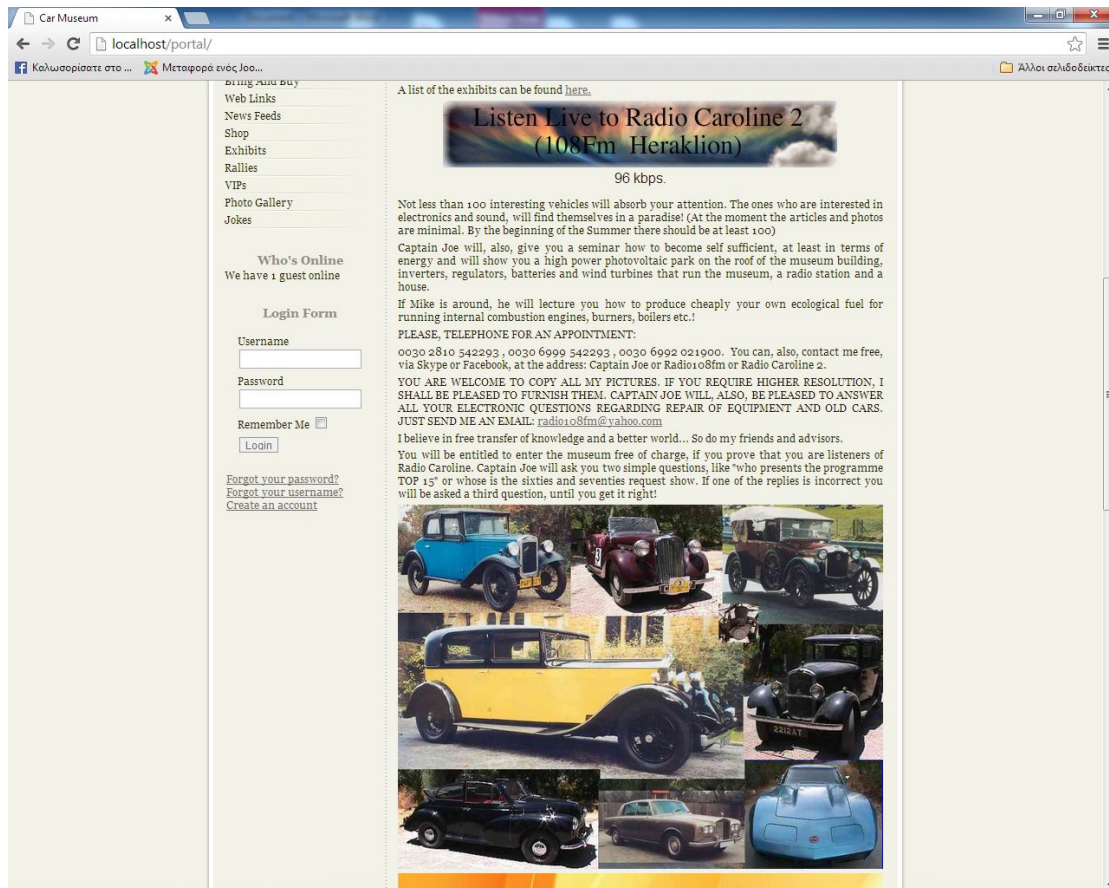 Car Museum
localhost/portal/
Καλωσορίσατε στο ...
Μεταφορά ενός Joo...
Άλλοι σελιδοδείκτες
Bring And Buy
Web Links
News Feeds
Shop
Exhibits
Rallies
VIPs
Photo Gallery
Jokes
Who's Online
We have 1 guest online
Login Form
Username
Password
Remember Me
Login
Forgot your password?
Forgot your username?
Create an account
A list of the exhibits can be found here.
Listen Live to Radio Caroline 2
(108Fm Heraklion)
96 kbps.
Not less than 100 interesting vehicles will absorb your attention. The ones who are interested in
electronics and sound, will find themselves in a paradise! (At the moment the articles and photos
are minimal. By the beginning of the Summer there should be at least 100)
Captain Joe will, also, give you a seminar how to become self sufficient, at least in terms of
energy and will show you a high power photovoltaic park on the roof of the museum building,
inverters, regulators, batteries and wind turbines that run the museum, a radio station and a
house.
If Mike is around, he will lecture you how to produce cheaply your own ecological fuel for
running internal combustion engines, burners, boilers etc.!
PLEASE, TELEPHONE FOR AN APPOINTMENT:
0030 2810 542293 , 0030 6999 542293 , 0030 6992 021900. You can, also, contact me free,
via Skype or Facebook, at the address: Captain Joe or Radio108fm or Radio Caroline 2.
YOU ARE WELCOME TO COPY ALL MY PICTURES. IF YOU REQUIRE HIGHER RESOLUTION, I
SHALL BE PLEASED TO FURNISH THEM. CAPTAIN JOE WILL, ALSO, BE PLEASED TO ANSWER
ALL YOUR ELECTRONIC QUESTIONS REGARDING REPAIR OF EQUIPMENT AND OLD CARS.
JUST SEND ME AN EMAIL: radio108fm@yahoo.com
I believe in free transfer of knowledge and a better world... So do my friends and advisors.
You will be entitled to enter the museum free of charge, if you prove that you are listeners of
Radio Caroline. Captain Joe will ask you two simple questions, like "who presents the programme
TOP 15" or whose is the sixties and seventies request show. If one of the replies is incorrect you
will be asked a third question, until you get it right!
3
2212AT